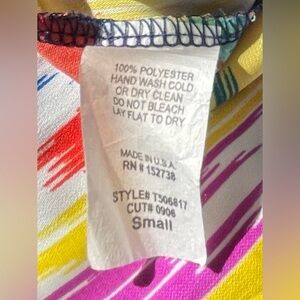 100% POLYESTER
HAND WASH COLD
OR DRY CLEAN
DO NOT BLEACH
LAY FLAT TO DRY
MADE IN U.S.A.
RN # 152738
STYLE# T506817
CUT# 0906
Small